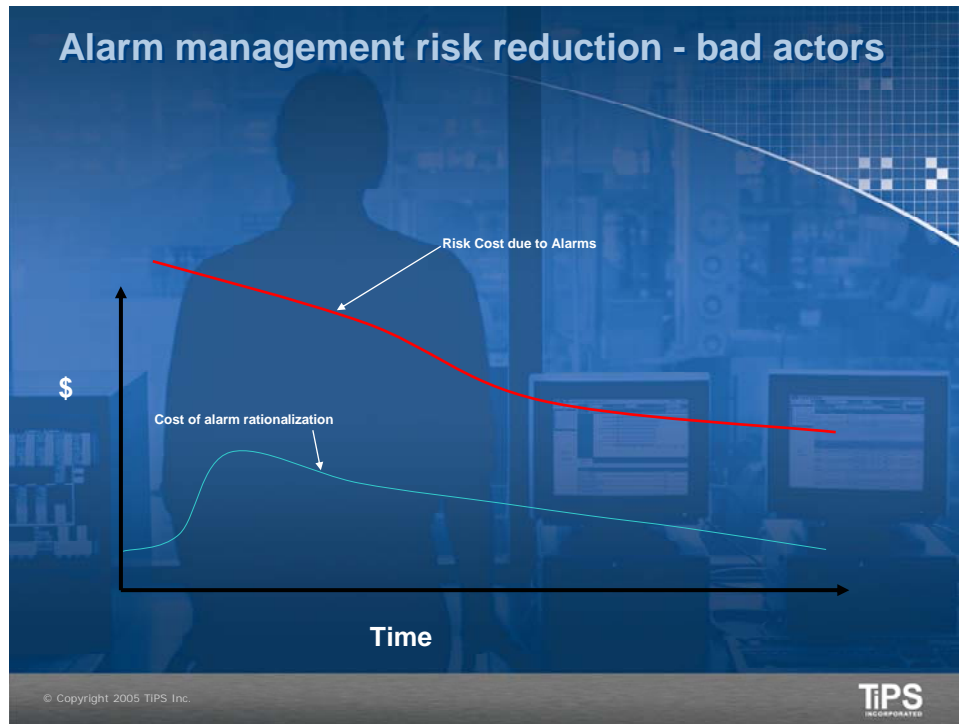 Alarm management risk reduction - bad actors
Risk Cost due to Alarms
$
Cost of alarm rationalization
Time
© Copyright 2005 TiPS Inc.
TiPS
INCORPORATED